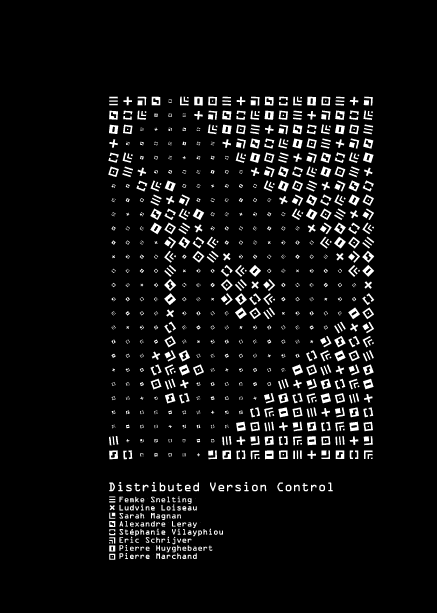 Distributed Version Control
Femke Snelting
Ludvine Loiseau
Sarah Magnan
Alexandre Leray
Stéphanie Vilayphiou
Eric Schrijver
Pierre Huyghebaert
Pierre Marchand